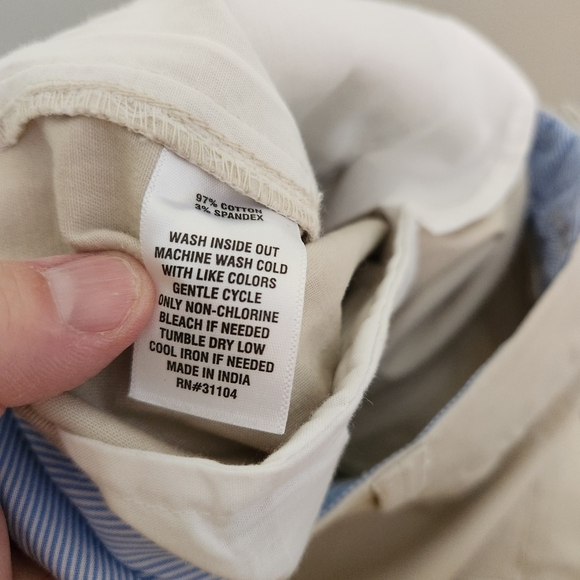 97% COTTON
3% SPANDEX
WASH INSIDE OUT
MACHINE WASH COLD
WITH LIKE COLORS
GENTLE CYCLE
ONLY NON-CHLORINE
BLEACH IF NEEDED
TUMBLE DRY LOW
COOL IRON IF NEEDED
MADE IN INDIA
RN#31104